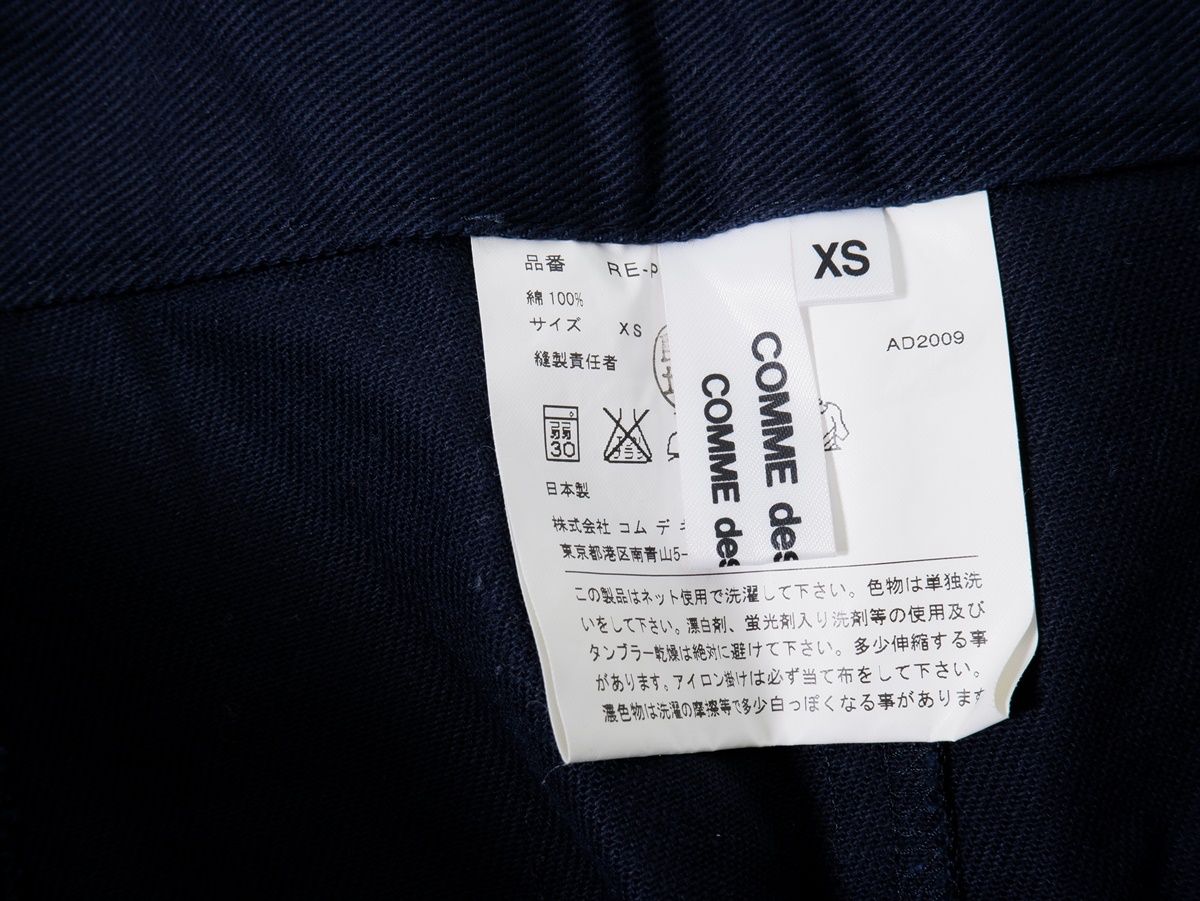 品番 RE-P
綿 100%
サイズ XS
縫製責任者
弱
30
エンソ
サラシ
日本製
株式会社 コム デ
東京都港区南青山5-
XS
AD2009
COMME des
COMME des
この製品はネット使用で洗濯して下さい。色物は単独洗
いをして下さい。漂白剤、蛍光剤入り洗剤等の使用及び
タンブラー乾燥は絶対に避けて下さい。多少伸縮する事
があります。アイロン掛けは必ず当て布をして下さい。
濃色物は洗濯の摩擦等で多少白っぽくなる事があります